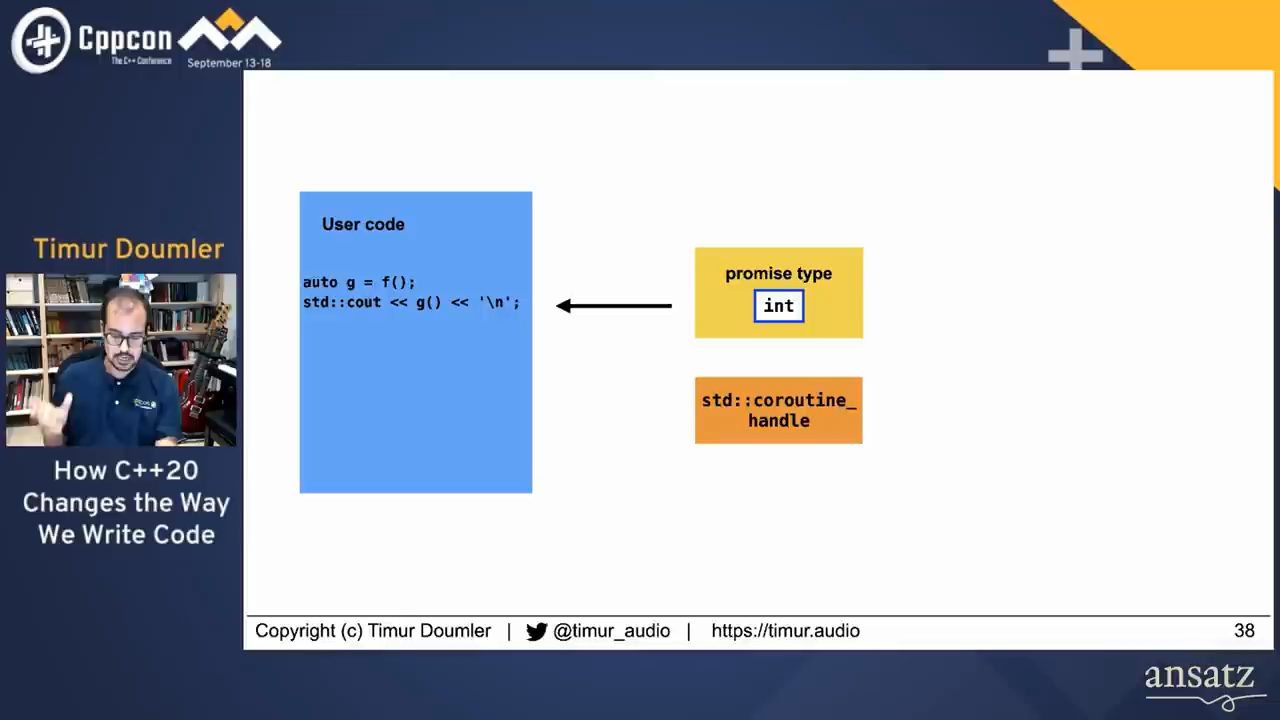 Cppcon
The C++ Conference
September 13-18
Timur Doumler
How C++20
Changes the Way
We Write Code
User code
auto g = f();
std::cout << g() << '\n';
promise type
int
std::coroutine_
handle
Copyright (c) Timur Doumler | @timur_audio | https://timur.audio
38
ansatz